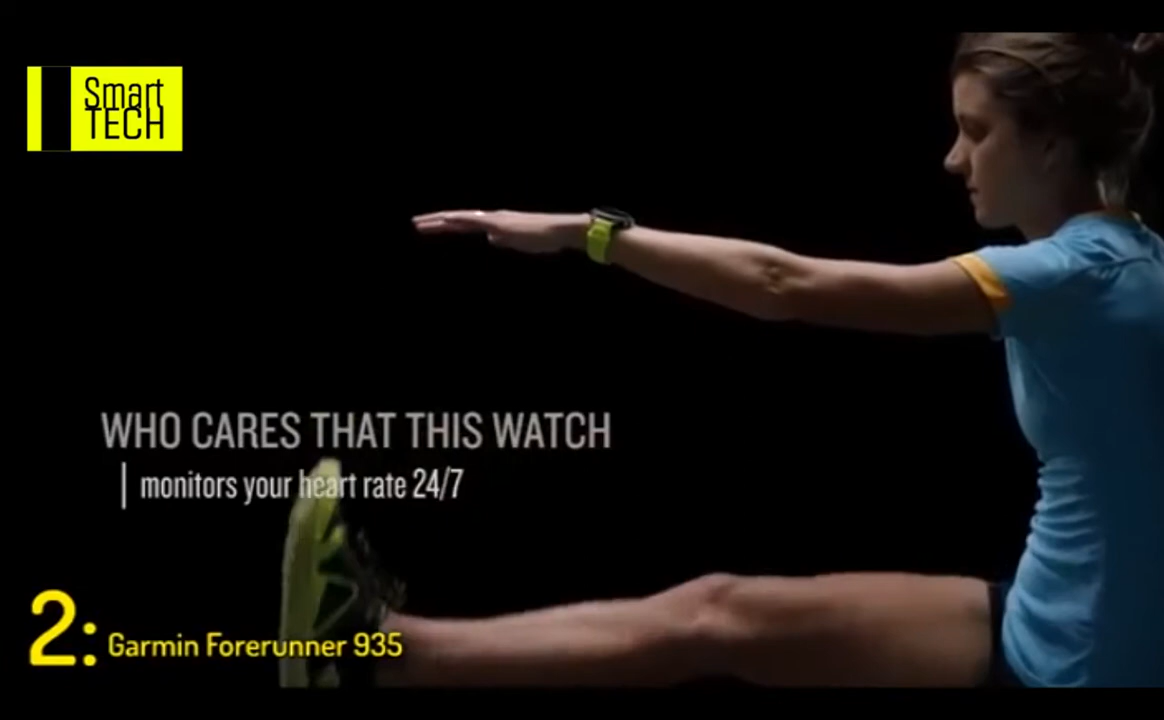 Smart
TECH
WHO CARES THAT THIS WATCH
monitors your heart rate 24/7
2: Garmin Forerunner 935